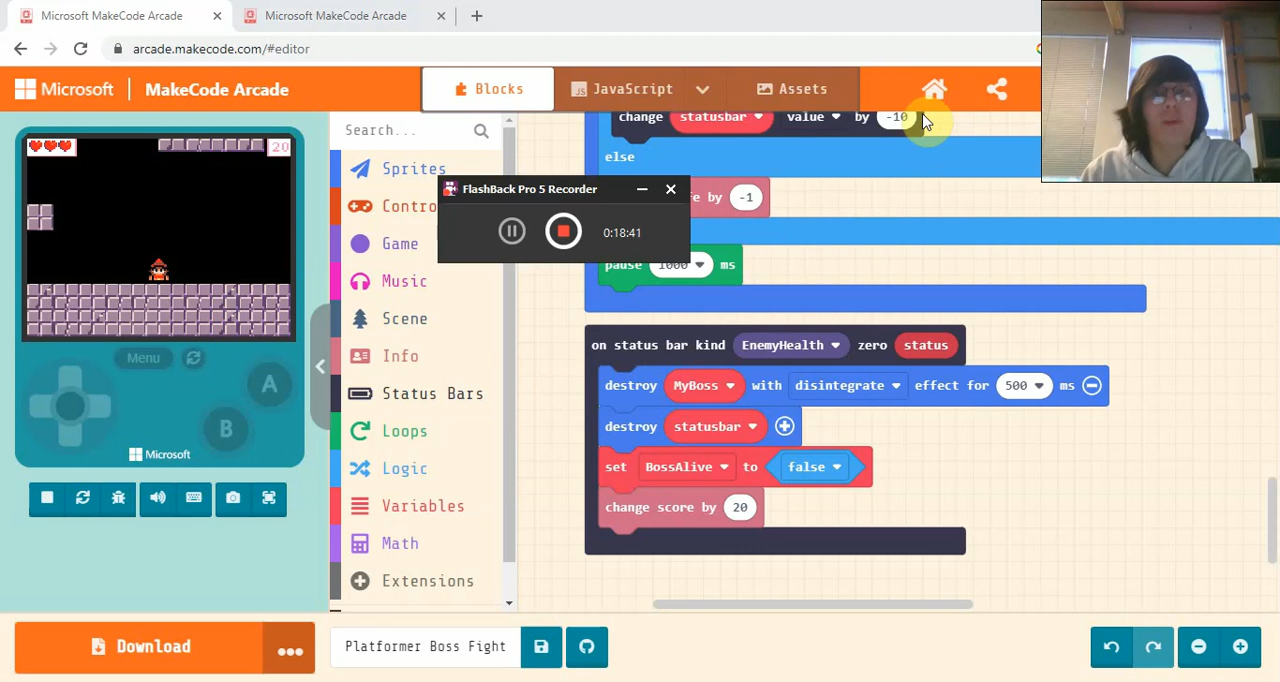 Microsoft MakeCode Arcade
Microsoft MakeCode Arcade
arcade.makecode.com/#editor
Microsoft MakeCode Arcade
Blocks
JavaScript
Assets
20
Menu
A
B
Microsoft
Search...
Sprites
Contro
Game
Music
Scene
Info
Status Bars
Loops
Logic
Variables
Math
Extensions
FlashBack Pro 5 Recorder
0:18:41
change statusbar value by -10
else
fe by -1
pause 1000 ms
on status bar kind EnemyHealth zero status
destroy MyBoss with disintegrate effect for 500 ms
destroy statusbar
set BossAlive to false
change score by 20
Download
Platformer Boss Fight